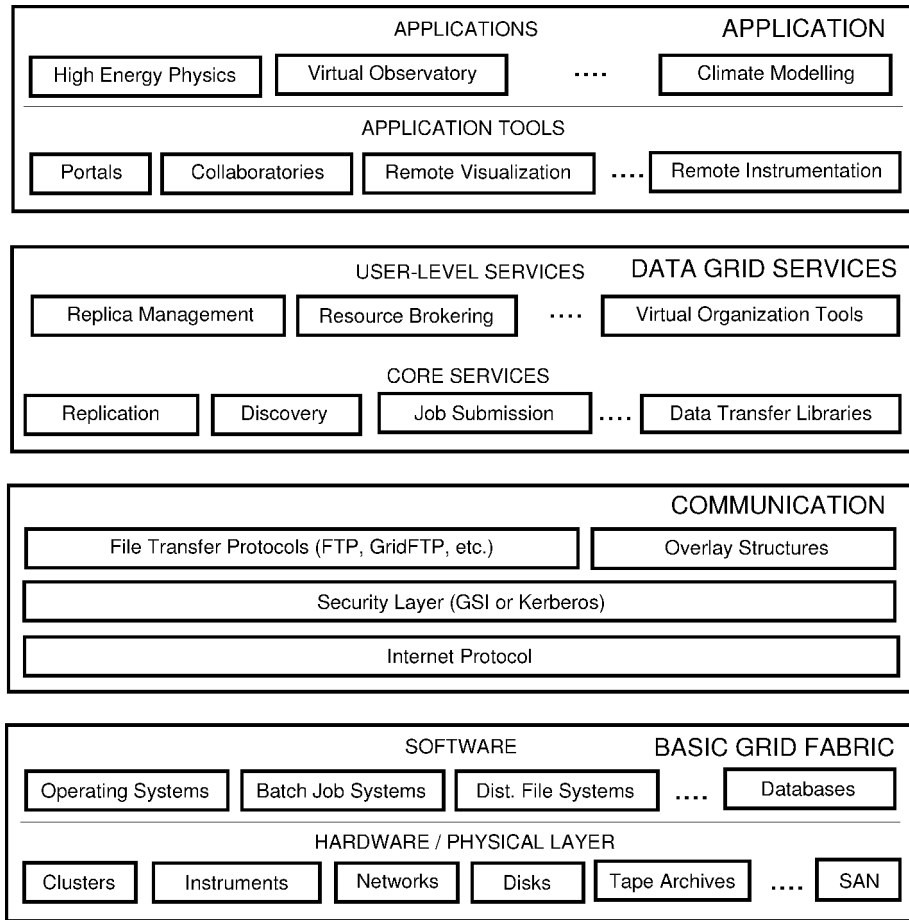 APPLICATIONS APPLICATION
High Energy Physics Virtual Observatory .... Climate Modelling
APPLICATION TOOLS
Portals Collaboratories Remote Visualization .... Remote Instrumentation
USER-LEVEL SERVICES DATA GRID SERVICES
Replica Management Resource Brokering .... Virtual Organization Tools
CORE SERVICES
Replication Discovery Job Submission .... Data Transfer Libraries
COMMUNICATION
File Transfer Protocols (FTP, GridFTP, etc.) Overlay Structures
Security Layer (GSI or Kerberos)
Internet Protocol
SOFTWARE BASIC GRID FABRIC
Operating Systems Batch Job Systems Dist. File Systems .... Databases
HARDWARE / PHYSICAL LAYER
Clusters Instruments Networks Disks Tape Archives .... SAN